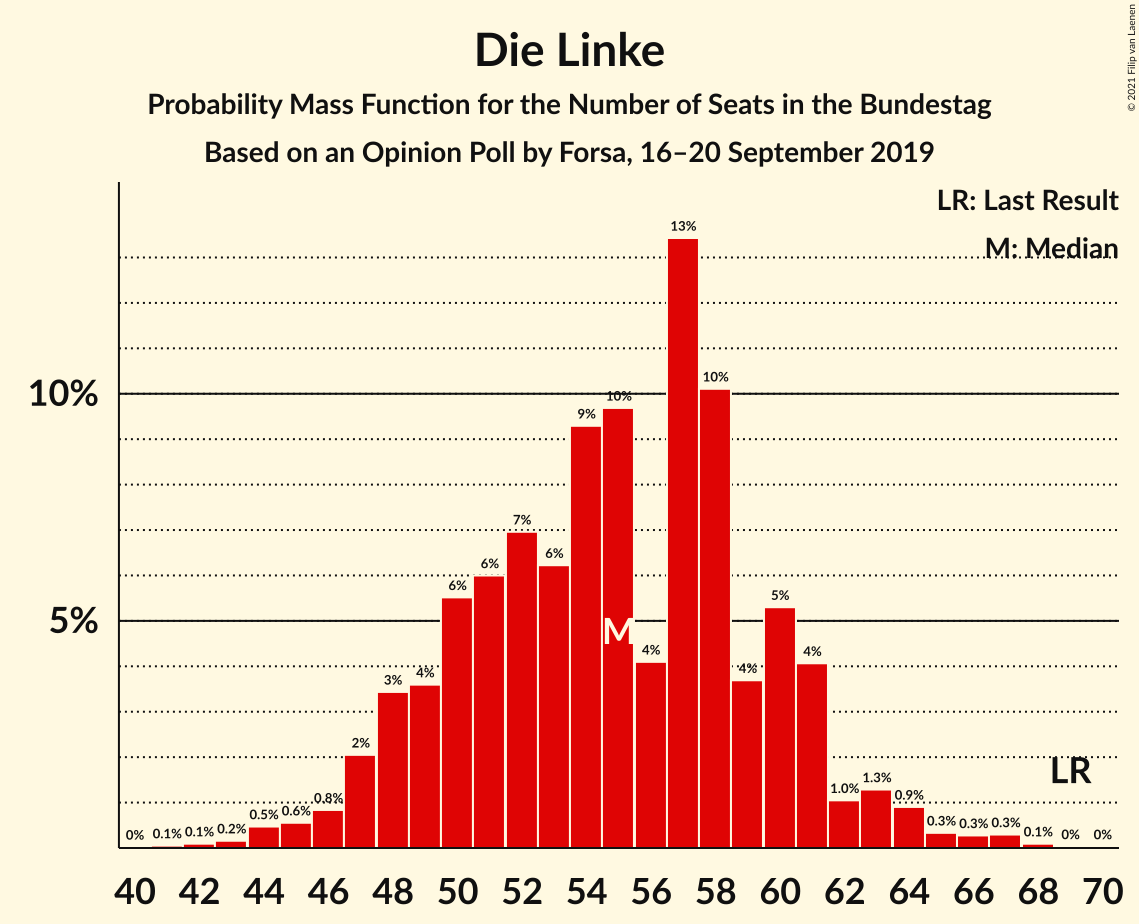 © 2021 Filip van Laenen
Die Linke
Probability Mass Function for the Number of Seats in the Bundestag
Based on an Opinion Poll by Forsa, 16–20 September 2019
LR: Last Result
M: Median
10%
5%
0% 0.1% 0.1% 0.2% 0.5% 0.6% 0.8% 2% 3% 4% 6% 6% 7% 6% 9% 10% 4% 13% 10% 4% 5% 4% 1.0% 1.3% 0.9% 0.3% 0.3% 0.3% 0.1% 0% 0%
M
LR
40 42 44 46 48 50 52 54 56 58 60 62 64 66 68 70